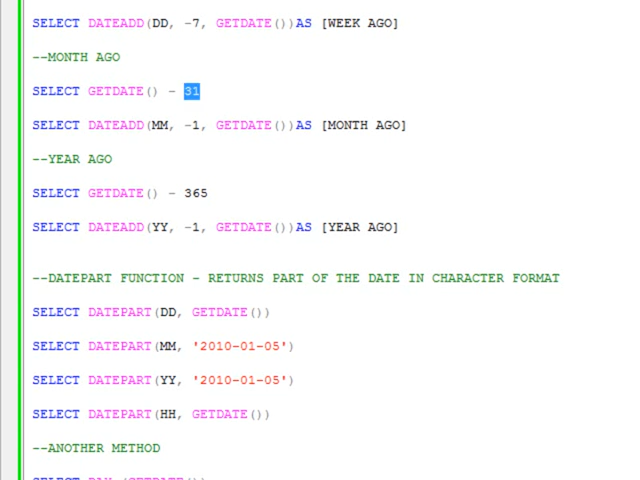 SELECT DATEADD(DD, -7, GETDATE())AS [WEEK AGO]
--MONTH AGO
SELECT GETDATE() - 31
SELECT DATEADD(MM, -1, GETDATE())AS [MONTH AGO]
--YEAR AGO
SELECT GETDATE() - 365
SELECT DATEADD(YY, -1, GETDATE())AS [YEAR AGO]
--DATEPART FUNCTION - RETURNS PART OF THE DATE IN CHARACTER FORMAT
SELECT DATEPART(DD, GETDATE())
SELECT DATEPART(MM, '2010-01-05')
SELECT DATEPART(YY, '2010-01-05')
SELECT DATEPART(HH, GETDATE())
--ANOTHER METHOD